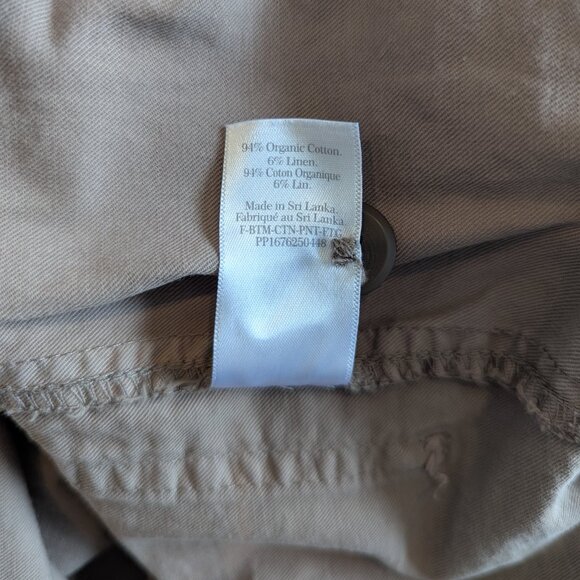 94% Organic Cotton.
6% Linen.
94% Coton Organique
6% Lin.
Made in Sri Lanka.
Fabriqué au Sri Lanka.
F-BTM-CTN-PNT-FTG
PP1676250448